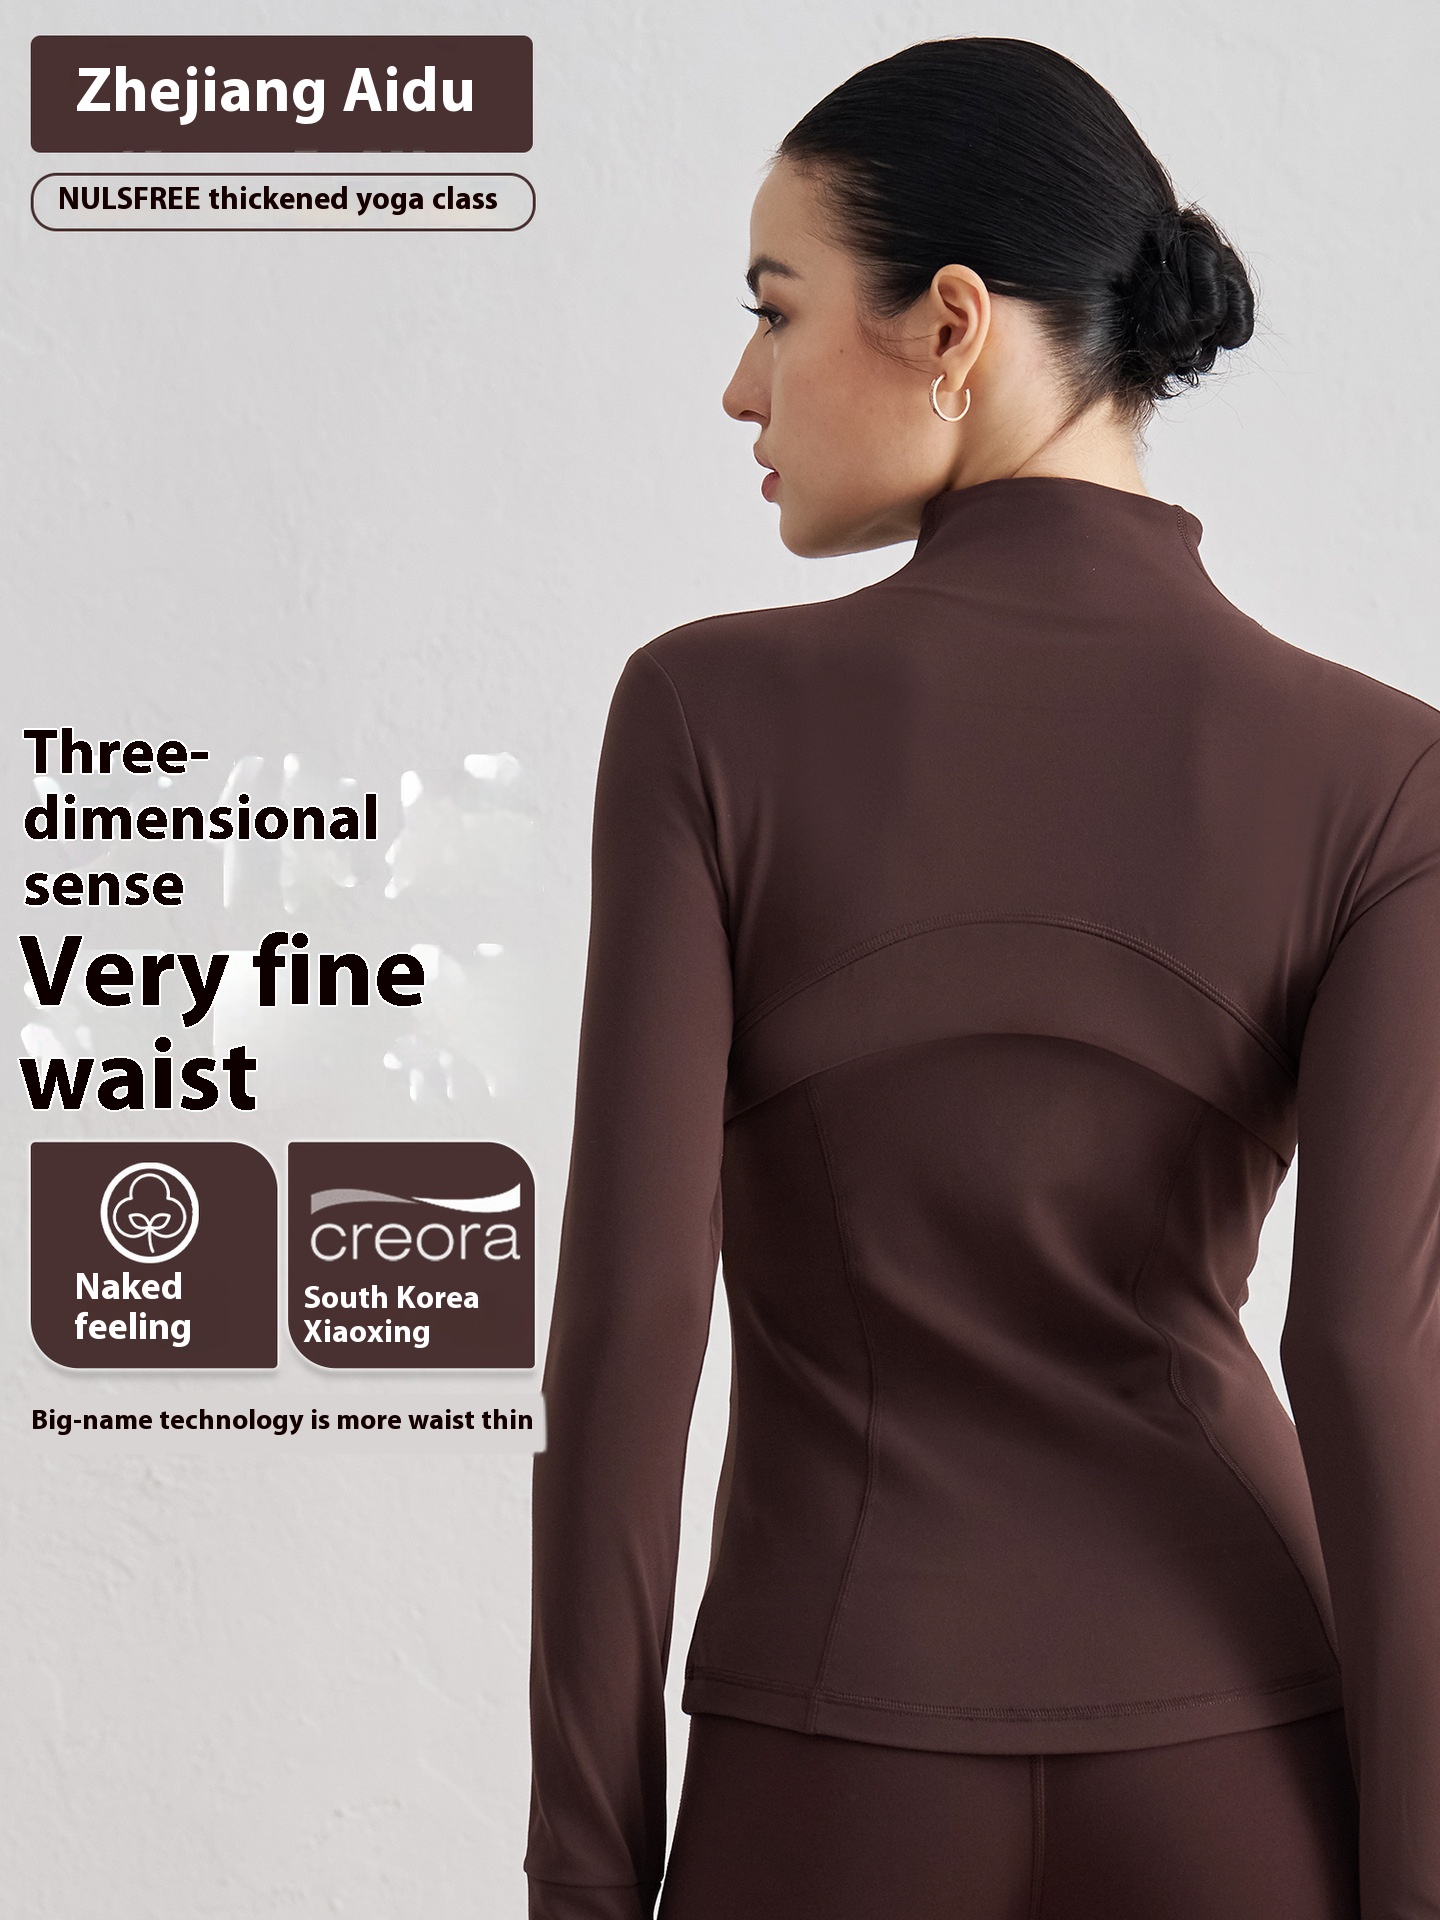 Zhejiang Aidu
NULSFREE thickened yoga class
Three-
dimensional
sense
Very fine
waist
Naked
feeling
creora
South Korea
Xiaoxing
Big-name technology is more waist thin